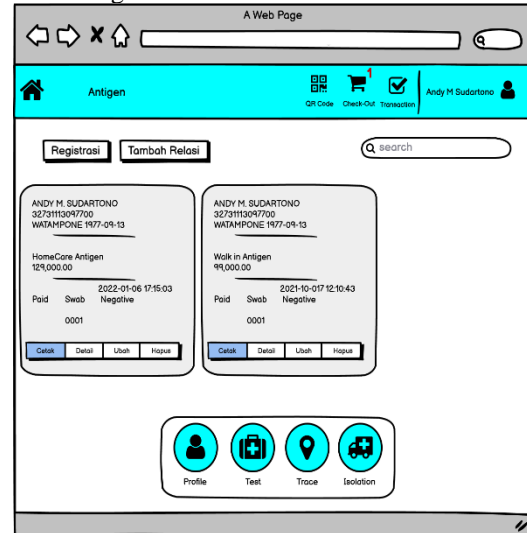 A Web Page
Antigen
1
QR Code Check-Out Transaction
Andy M Sudartono
Registrasi Tambah Relasi
search
ANDY M. SUDARTONO
32731113097700
WATAMPONE 1977-09-13
HomeCare Antigen
129,000.00
2022-01-06 17:15:03
Paid Swab Negative
0001
Cetak Detail Ubah Hapus
ANDY M. SUDARTONO
32731113097700
WATAMPONE 1977-09-13
Walk in Antigen
99,000.00
2021-10-017 12:10:43
Paid Swab Negative
0001
Cetak Detail Ubah Hapus
Profile Test Trace Isolation